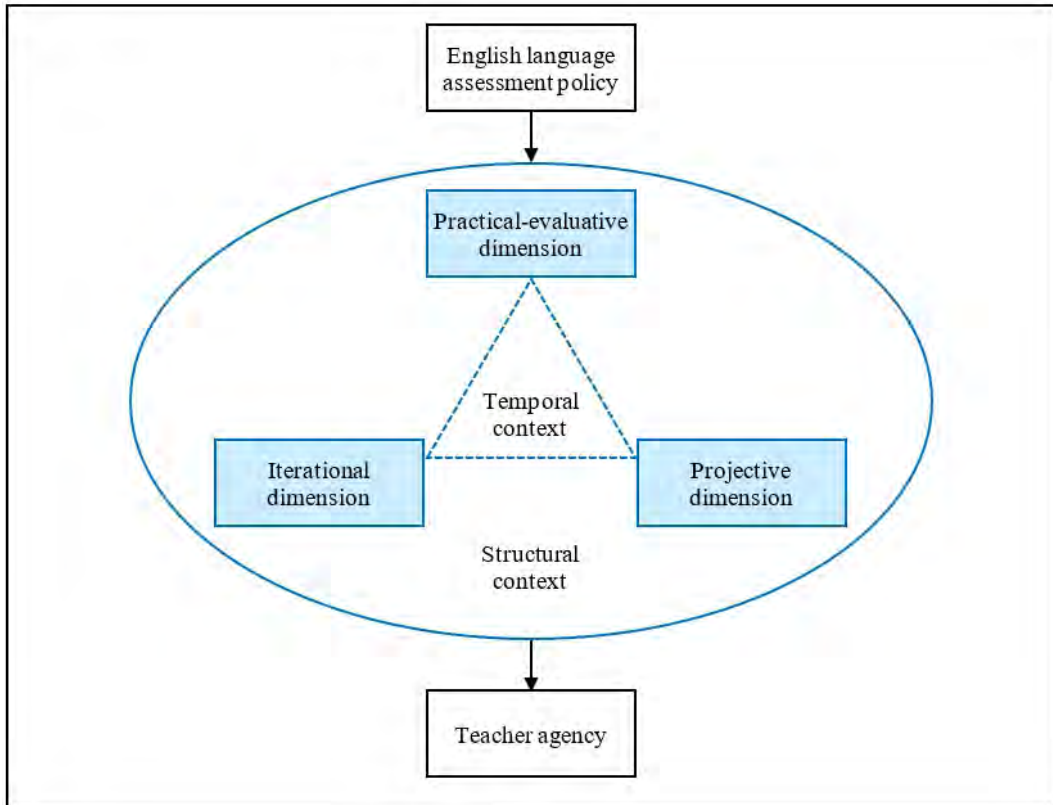 English language
assessment policy
Practical-evaluative
dimension
Temporal
context
Iterational
dimension
Projective
dimension
Structural
context
Teacher agency